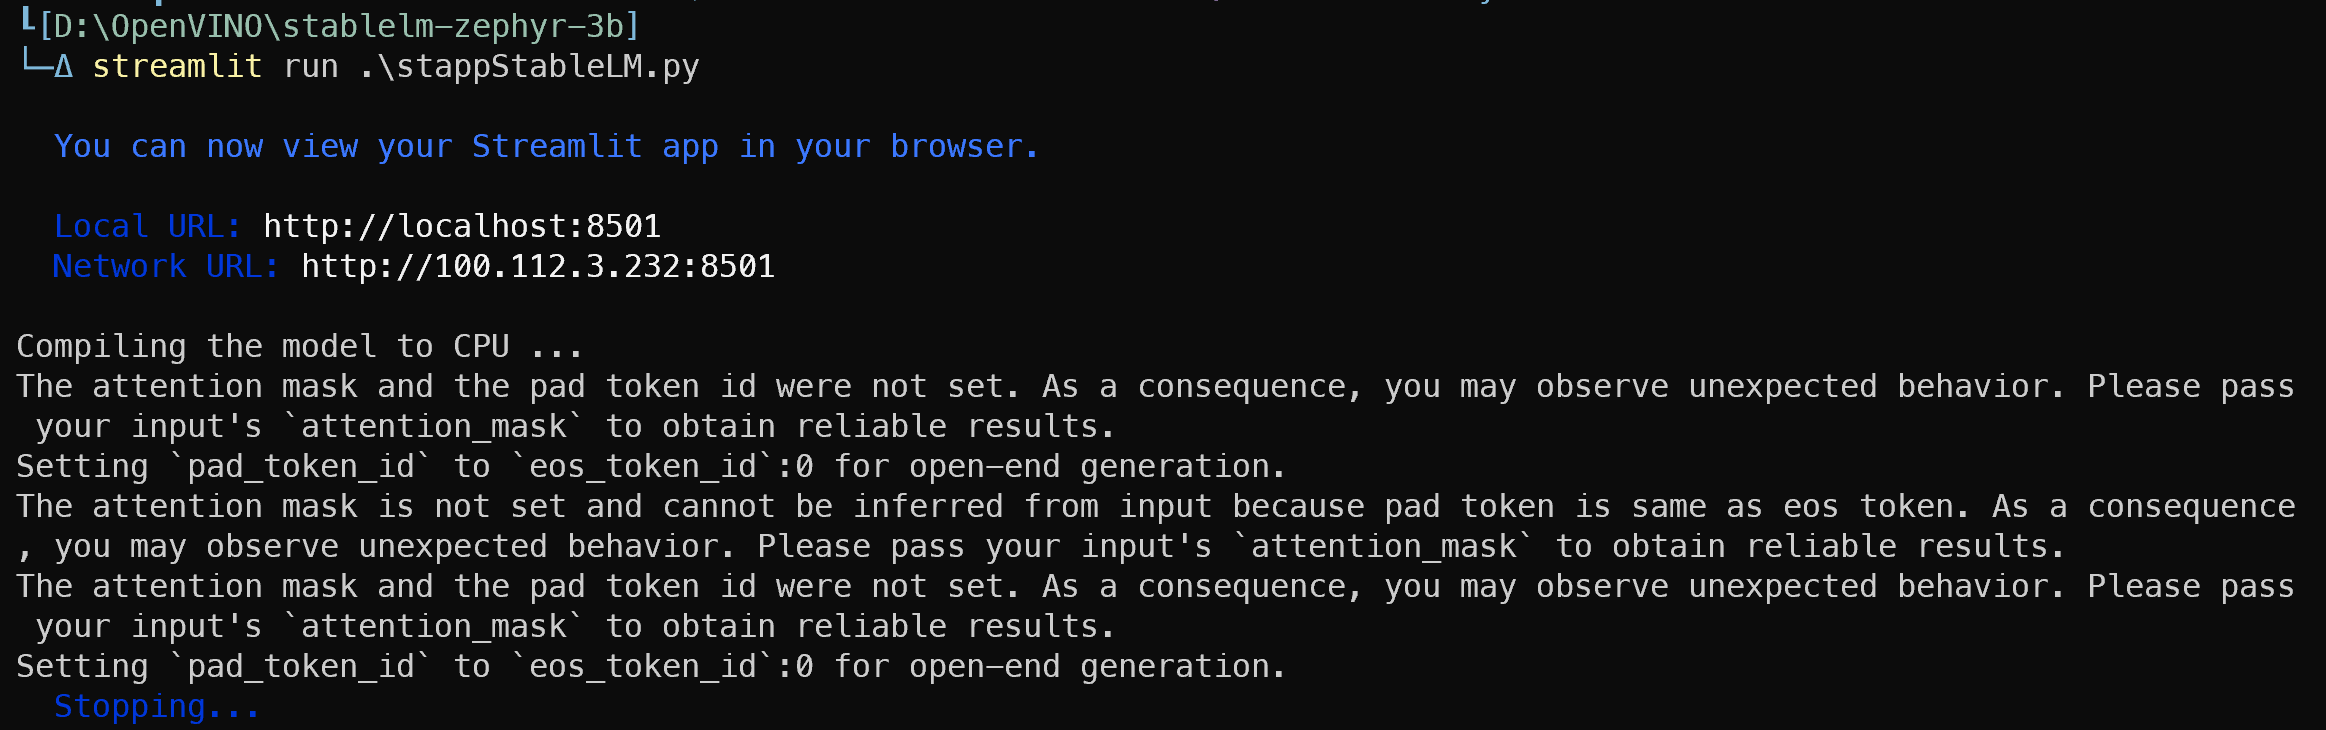 [D:\OpenVINO\stablelm-zephyr-3b]
Δ streamlit run .\stappStableLM.py
You can now view your Streamlit app in your browser.
Local URL: http://localhost:8501
Network URL: http://100.112.3.232:8501
Compiling the model to CPU ...
The attention mask and the pad token id were not set. As a consequence, you may observe unexpected behavior. Please pass
your input's `attention_mask` to obtain reliable results.
Setting `pad_token_id` to `eos_token_id`:0 for open-end generation.
The attention mask is not set and cannot be inferred from input because pad token is same as eos token. As a consequence
, you may observe unexpected behavior. Please pass your input's `attention_mask` to obtain reliable results.
The attention mask and the pad token id were not set. As a consequence, you may observe unexpected behavior. Please pass
your input's `attention_mask` to obtain reliable results.
Setting `pad_token_id` to `eos_token_id`:0 for open-end generation.
Stopping...